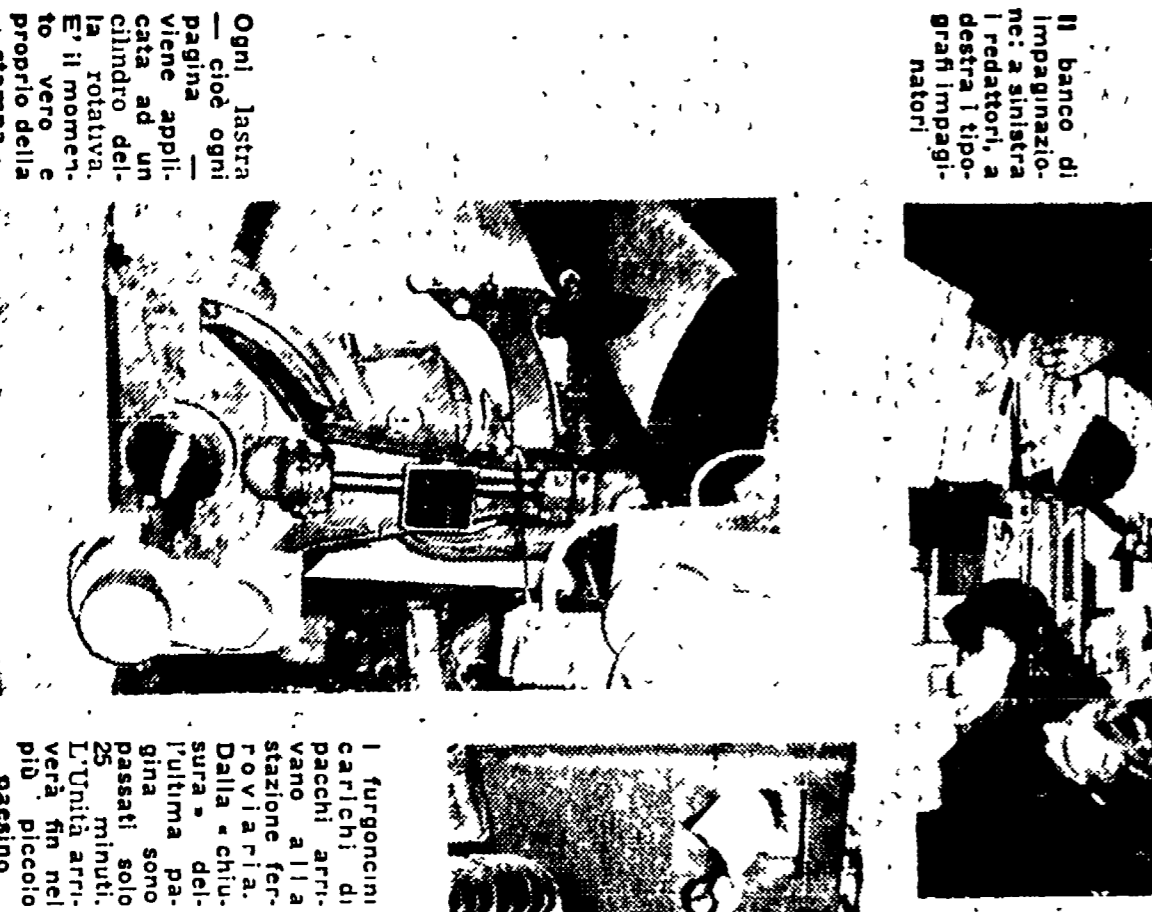 Il banco di
impaginazio-
ne: a sinistra
i redattori, a
destra i tipo-
grafi impagi-
natori
Ogni lastra
— cioè ogni
pagina —
viene appli-
cata ad un
cilindro del-
la rotativa.
E' il momen-
to vero e
proprio della
stampa
I furgoncini
carichi di
pacchi arri-
vano alla
stazione fer-
roviaria.
Dalla « chiu-
sura » del-
l'ultima pa-
gina sono
passati solo
25 minuti.
L'Unità arri-
verà fin nel
più piccolo
paesino